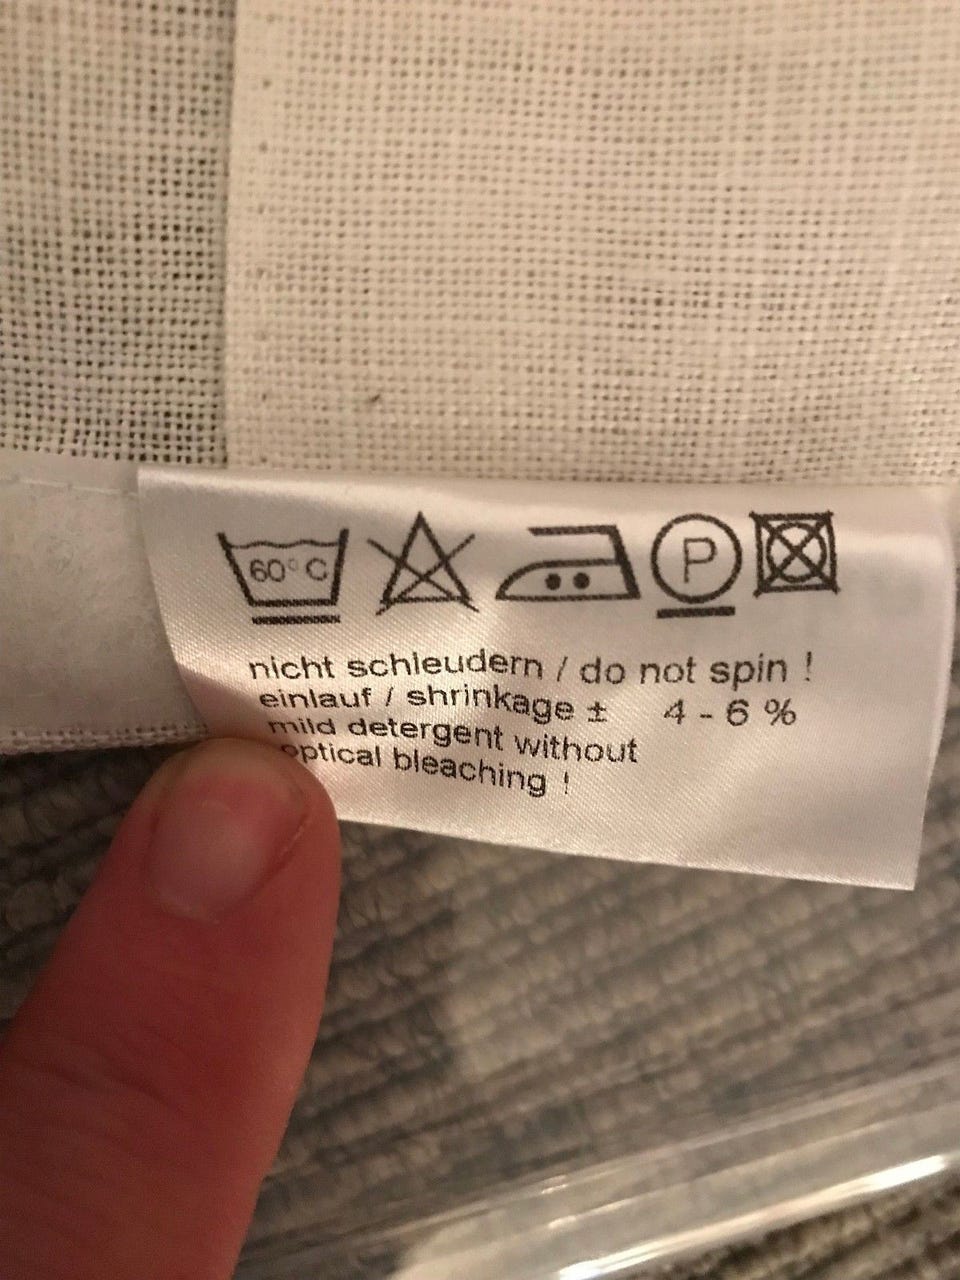 60° C P
nicht schleudern / do not spin !
einlauf / shrinkage ± 4 - 6 %
mild detergent without
optical bleaching !